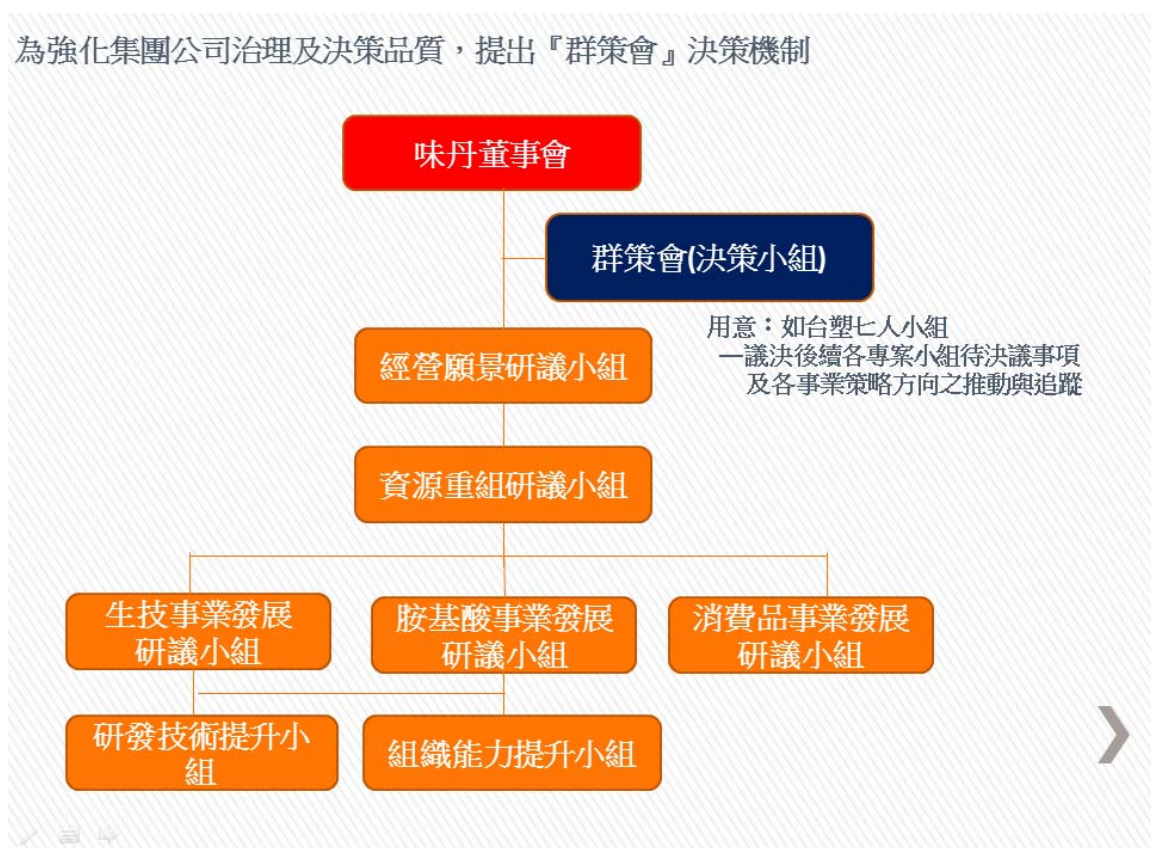 為強化集團公司治理及決策品質，提出『群策會』決策機制
味丹董事會
群策會(決策小組)
用意：如台塑七人小組
—議決後續各專案小組待決議事項
及各事業策略方向之推動與追蹤
經營願景研議小組
資源重組研議小組
生技事業發展
研議小組
胺基酸事業發展
研議小組
消費品事業發展
研議小組
研發技術提升小
組
組織能力提升小組